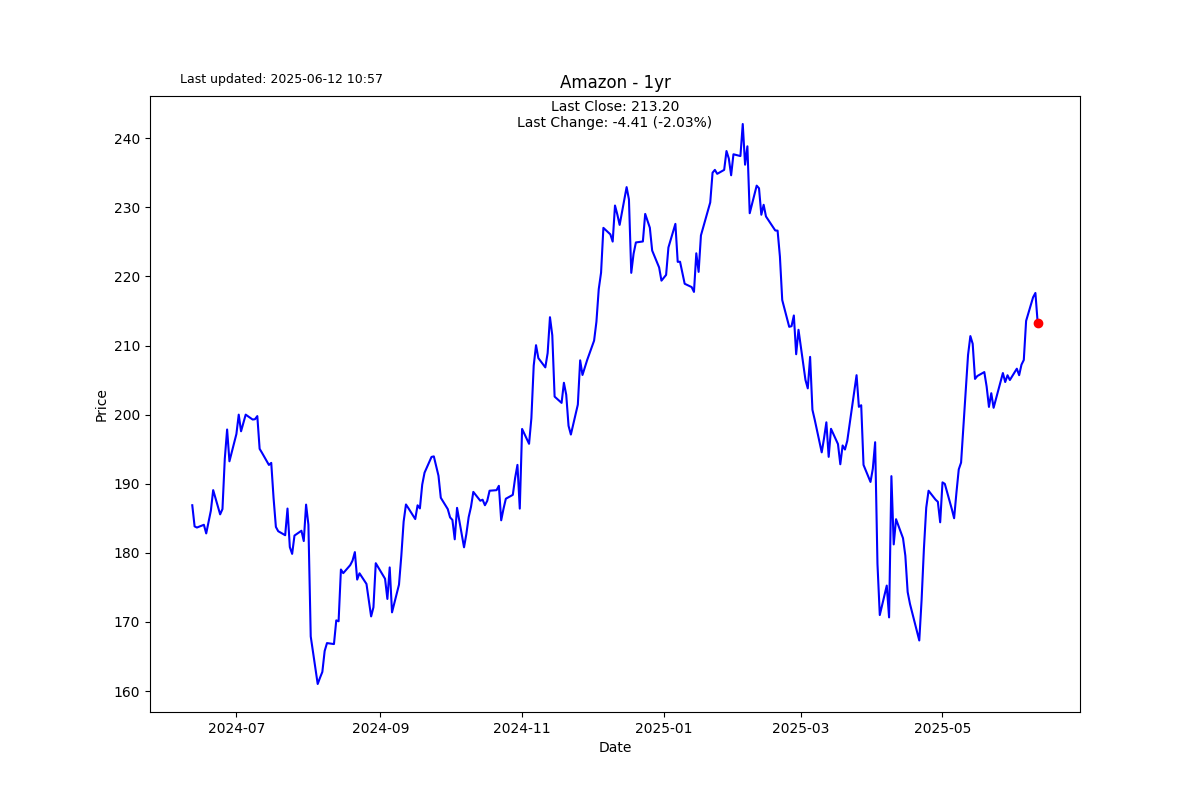 Last updated: 2025-06-12 10:57
Amazon - 1yr
Last Close: 213.20
Last Change: -4.41 (-2.03%)
240
230
220
210
200
190
180
170
160
Price
2024-07
2024-09
2024-11
2025-01
2025-03
2025-05
Date